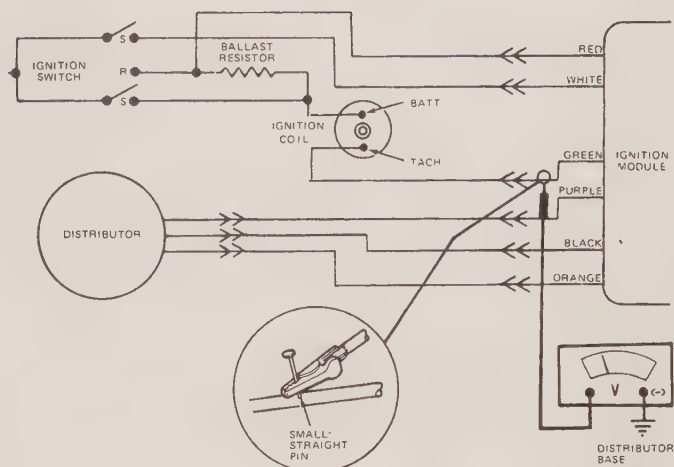 RED
BALLAST
RESISTOR
S
IGNITION
SWITCH
R
WHITE
S
BATT
IGNITION
COIL
TACH
GREEN
IGNITION
MODULE
PURPLE
DISTRIBUTOR
BLACK
ORANGE
V
(-)
SMALL-
STRAIGHT
PIN
DISTRIBUTOR
BASE